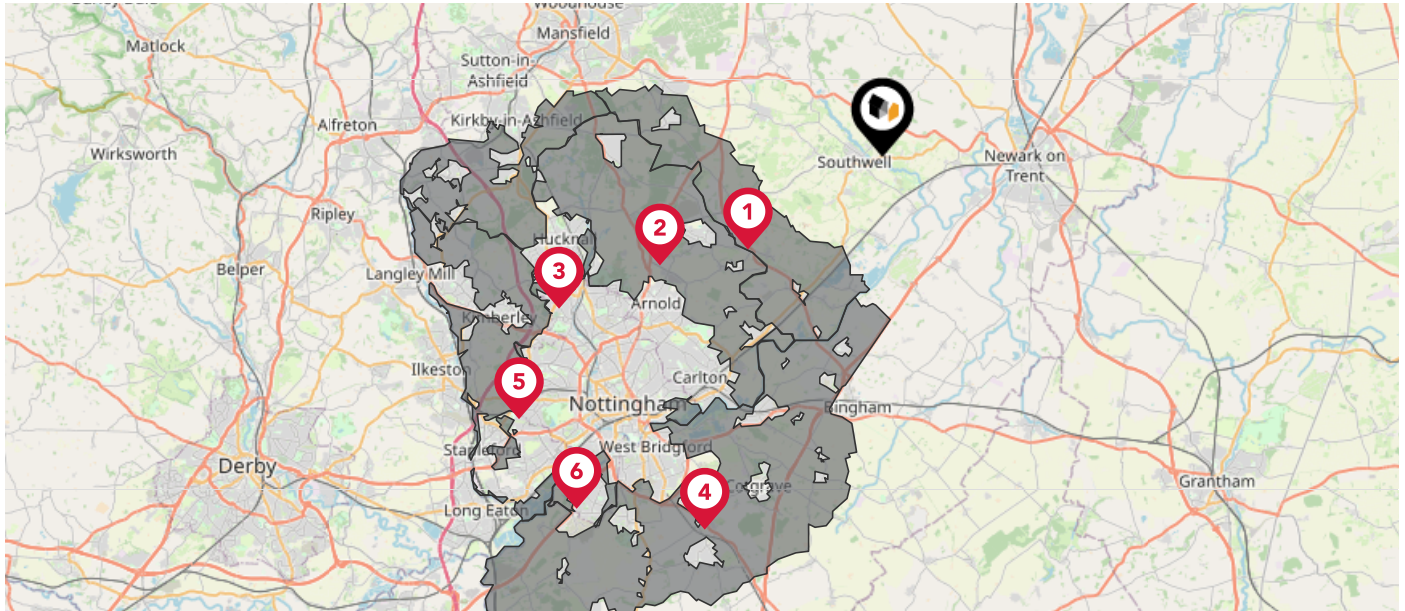 Woodhouse
Mansfield
Matlock
Sutton-in-
Ashfield
Alfreton
Kirkby-in-Ashfield
Wirksworth
Southwell
Newark on
Trent
Ripley
1
2
Hucknall
3
Belper
Langley Mill
Arnold
Kimberley
Ilkeston
5
Carlton
Nottingham
Bingham
West Bridgford
Stapleford
Derby
6
4
Cotgrave
Grantham
Long Eaton